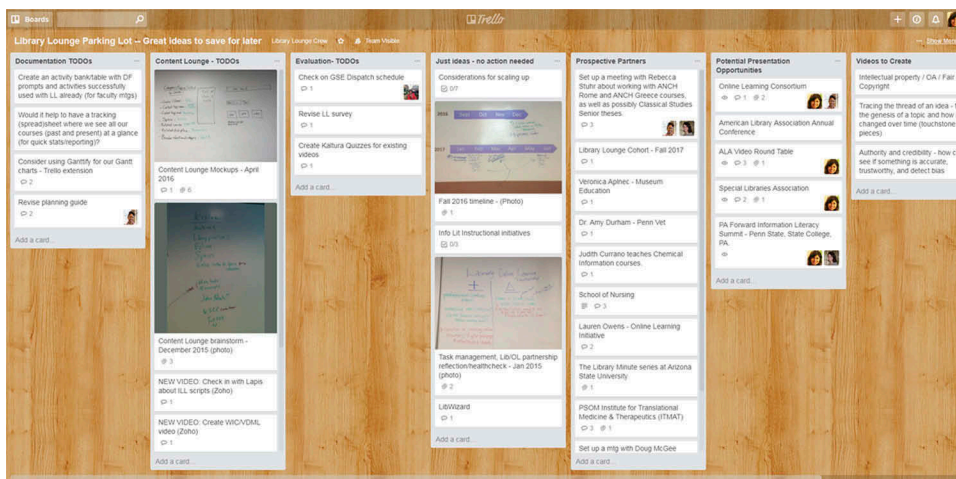 Boards
Trello
Library Lounge Parking Lot -- Great ideas to save for later
Library Lounge Crew
Team Visible
Show Men
Documentation TODOs
Create an activity bank/table with DF
prompts and activities successfully
used with LL already (for faculty mtgs)
Would it help to have a tracking
(spread)sheet where we see all our
courses (past and present) at a glance
(for quick stats/reporting)?
Consider using Ganttify for our Gantt
charts - Trello extension
2
Revise planning guide
2
Add a card...
Content Lounge - TODOs
Content Lounge Mockups - April
2016
1 6
Content Lounge brainstorm -
December 2015 (photo)
3
NEW VIDEO: Check in with Lapis
about ILL scripts (Zoho)
1
NEW VIDEO: Create WIC/VDML
video (Zoho)
1
Add a card...
Evaluation- TODOs
Check on GSE Dispatch schedule
1
Revise LL survey
1
Create Kaltura Quizzes for existing
videos
1
Add a card...
Just ideas - no action needed
Considerations for scaling up
0/7
2016
2017
Fall 2016 timeline - (Photo)
1
Info Lit Instructional initiatives
0/3
Task management, Lib/OL partnership
reflection/healthcheck - Jan 2015
(photo)
2
LibWizard
1
Add a card...
Prospective Partners
Set up a meeting with Rebecca
Stuhr about working with ANCH
Rome and ANCH Greece courses,
as well as possibly Classical Studies
Senior theses.
3
Library Lounge Cohort - Fall 2017
1
Veronica Aplnec - Museum
Education
1
Dr. Amy Durham - Penn Vet
1
Judith Currano teaches Chemical
Information courses.
1
School of Nursing
3
Lauren Owens - Online Learning
Initiative
2
The Library Minute series at Arizona
State University
1
PSOM Institute for Translational
Medicine & Therapeutics (ITMAT)
3 1
Set up a mtg with Doug McGee
Add a card...
Potential Presentation
Opportunities
Online Learning Consortium
1 2
American Library Association Annual
Conference
ALA Video Round Table
3 1
Special Libraries Association
2 1
PA Forward Information Literacy
Summit - Penn State, State College,
PA.
Add a card...
Videos to Create
Intellectual property / OA / Fair
Copyright
Tracing the thread of an idea -
the genesis of a topic and how
changed over time (touchstone
pieces)
Authority and credibility - how
see if something is accurate,
trustworthy, and detect bias
Add a card...